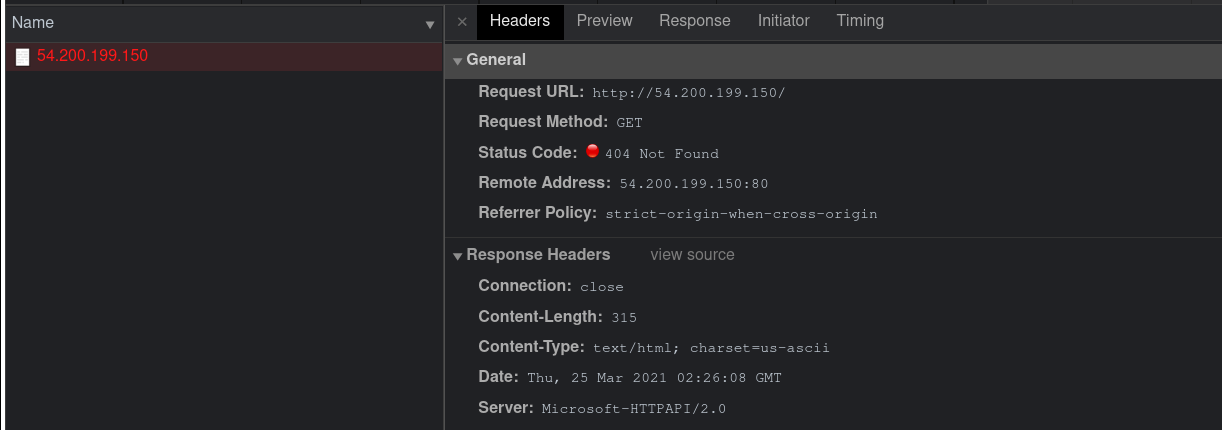 Name
54.200.199.150
Headers Preview Response Initiator Timing
General
Request URL: http://54.200.199.150/
Request Method: GET
Status Code: 404 Not Found
Remote Address: 54.200.199.150:80
Referrer Policy: strict-origin-when-cross-origin
Response Headers view source
Connection: close
Content-Length: 315
Content-Type: text/html; charset=us-ascii
Date: Thu, 25 Mar 2021 02:26:08 GMT
Server: Microsoft-HTTPAPI/2.0